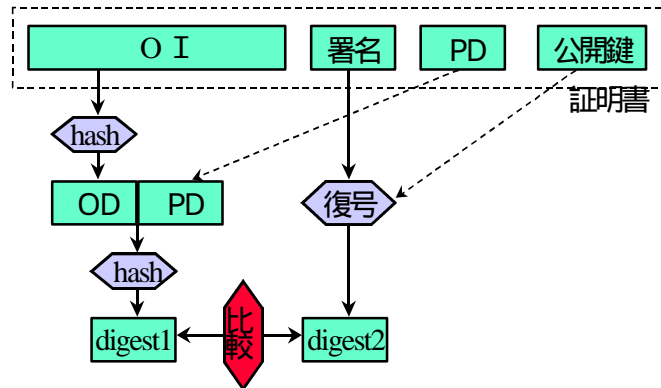 ＯＩ
署名
PD
公開鍵
証明書
hash
OD
PD
復号
hash
digest1
比較
digest2